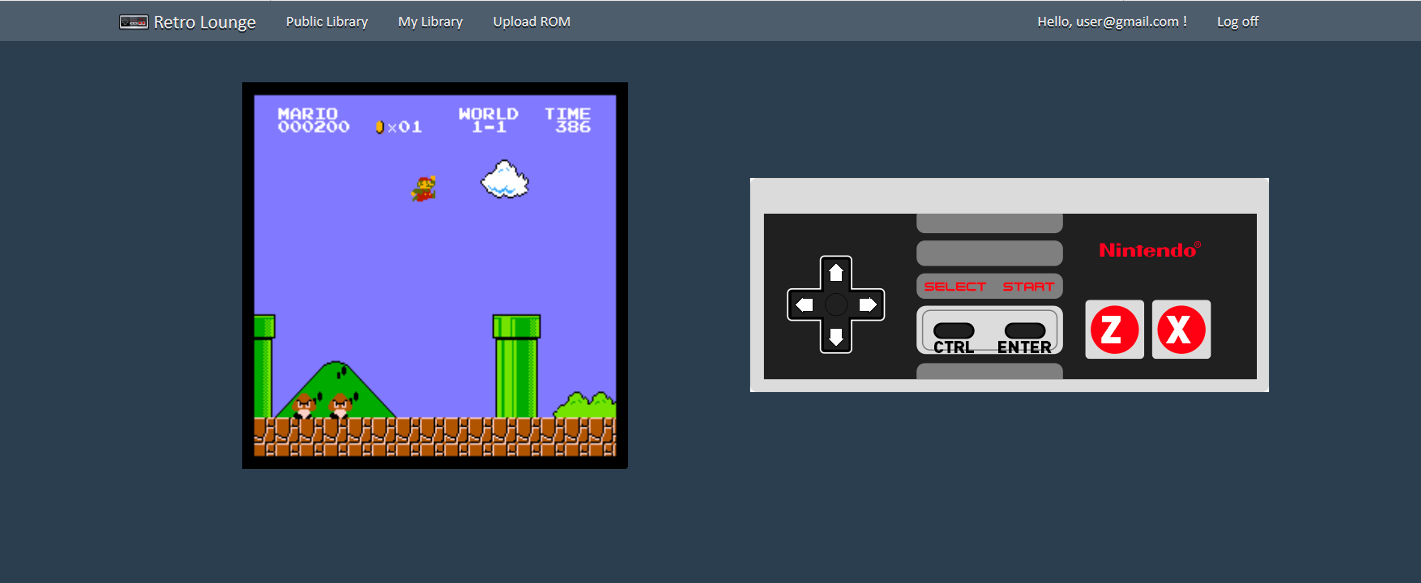 Retro Lounge Public Library My Library Upload ROM Hello, user@gmail.com ! Log off
MARIO WORLD TIME
000200 ×01 1-1 386
Nintendo®
SELECT START
CTRL ENTER
Z X